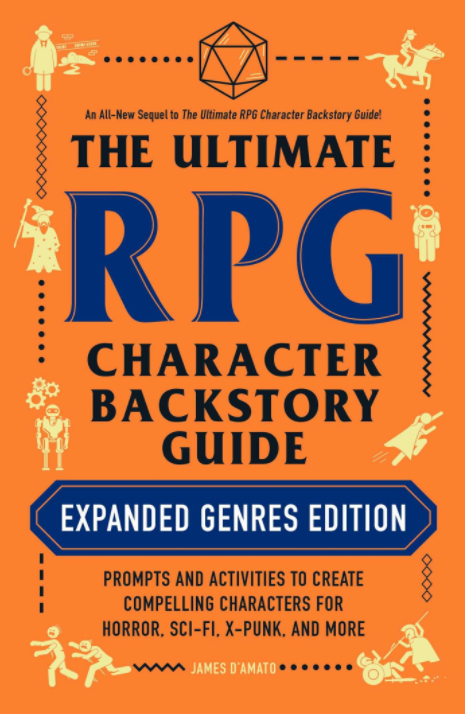 An All-New Sequel to The Ultimate RPG Character Backstory Guide!
THE ULTIMATE
RPG
CHARACTER
BACKSTORY
GUIDE
EXPANDED GENRES EDITION
PROMPTS AND ACTIVITIES TO CREATE
COMPELLING CHARACTERS FOR
HORROR, SCI-FI, X-PUNK, AND MORE
JAMES D'AMATO